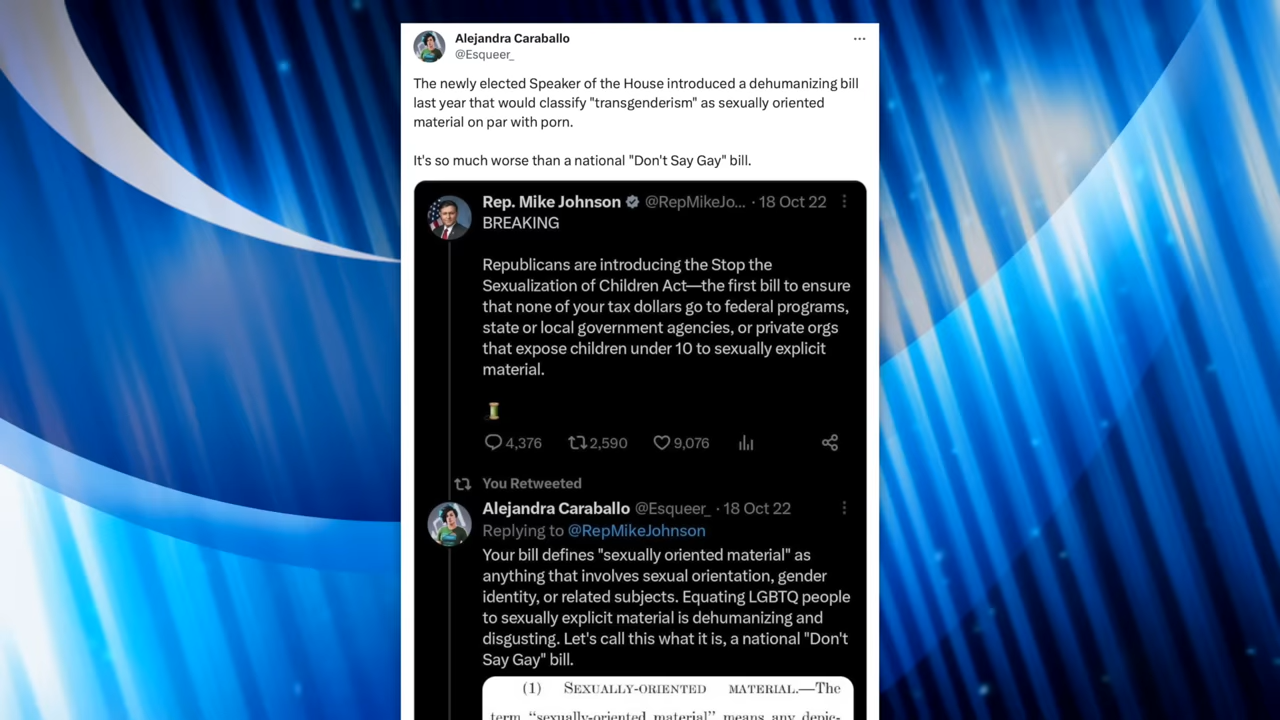 Alejandra Caraballo
@Esqueer_
The newly elected Speaker of the House introduced a dehumanizing bill
last year that would classify "transgenderism" as sexually oriented
material on par with porn.
It's so much worse than a national "Don't Say Gay" bill.
Rep. Mike Johnson @RepMikeJo... · 18 Oct 22
BREAKING
Republicans are introducing the Stop the
Sexualization of Children Act—the first bill to ensure
that none of your tax dollars go to federal programs,
state or local government agencies, or private orgs
that expose children under 10 to sexually explicit
material.
4,376 2,590 9,076
You Retweeted
Alejandra Caraballo @Esqueer_ · 18 Oct 22
Replying to @RepMikeJohnson
Your bill defines "sexually oriented material" as
anything that involves sexual orientation, gender
identity, or related subjects. Equating LGBTQ people
to sexually explicit material is dehumanizing and
disgusting. Let's call this what it is, a national "Don't
Say Gay" bill.
(1) SEXUALLY-ORIENTED MATERIAL.—The
term "sexually-oriented material" means any depic-